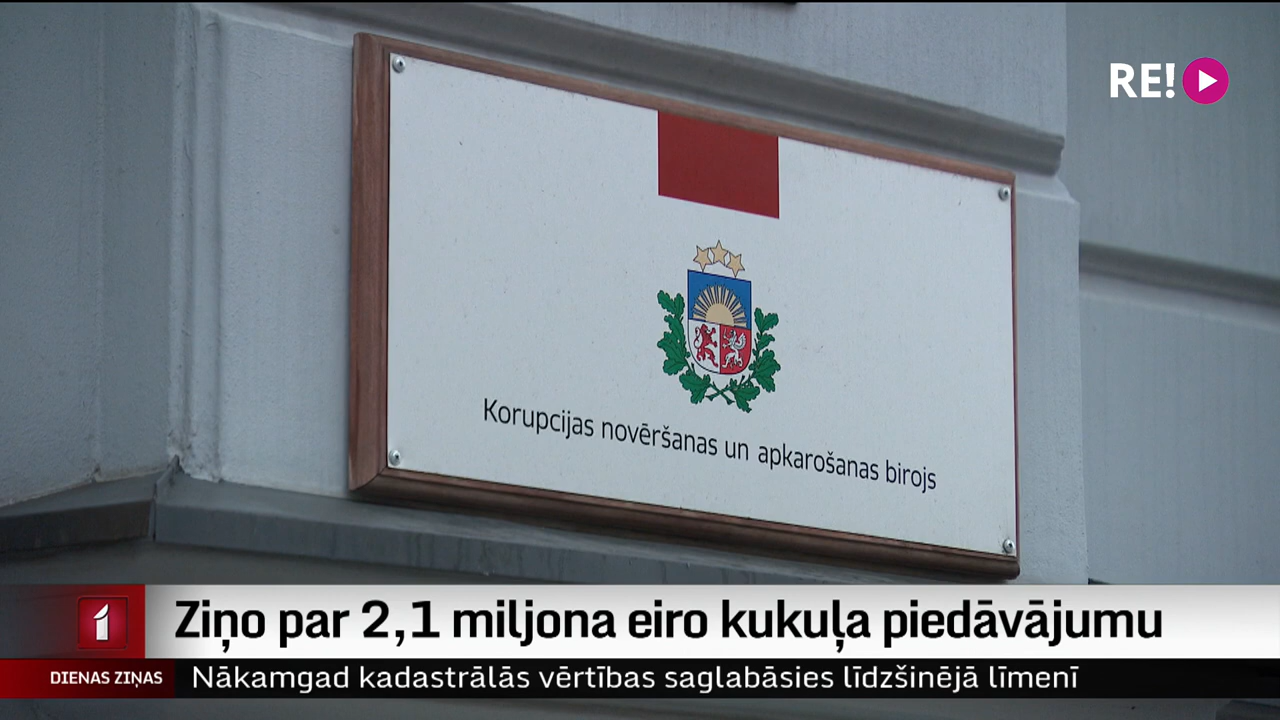 RE!
Korupcijas novēršanas un apkarošanas birojs
1
Ziņo par 2,1 miljona eiro kukuļa piedāvājumu
DIENAS ZIŅAS
Nākamgad kadastrālās vērtības saglabāsies līdzšinējā līmenī